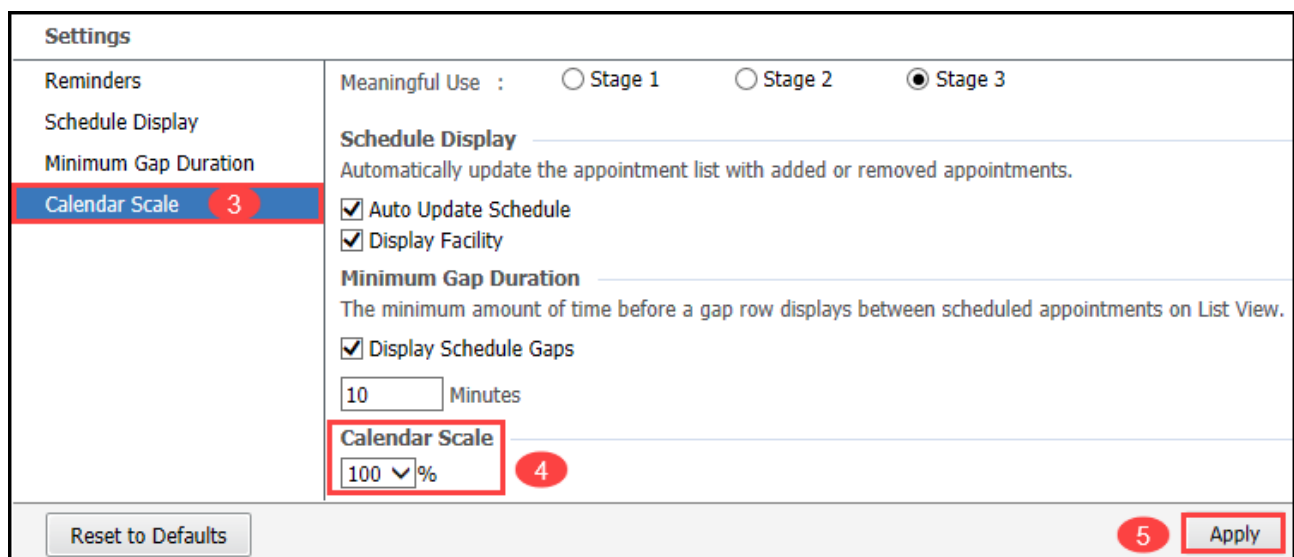 Settings
Reminders
Schedule Display
Minimum Gap Duration
Calendar Scale 3
Meaningful Use : Stage 1 Stage 2 Stage 3
Schedule Display
Automatically update the appointment list with added or removed appointments.
Auto Update Schedule
Display Facility
Minimum Gap Duration
The minimum amount of time before a gap row displays between scheduled appointments on List View.
Display Schedule Gaps
10 Minutes
Calendar Scale
100 % 4
Reset to Defaults 5 Apply